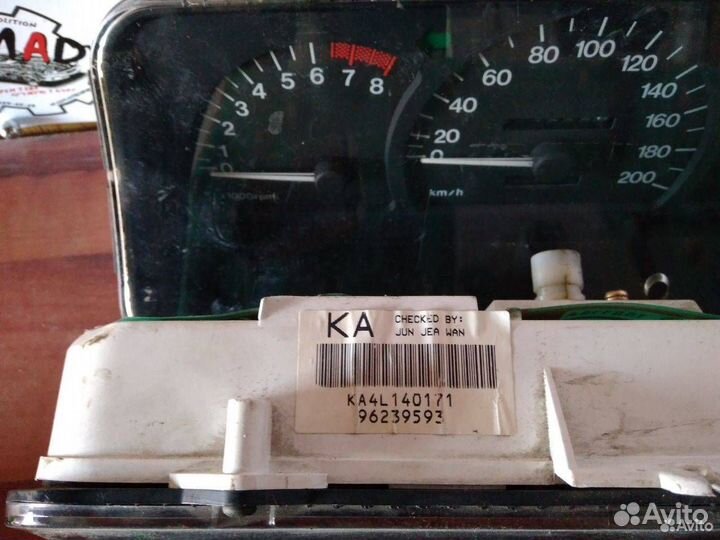 MAD
1 2 3 4 5 6 7 8
x1000rpm
0 20 40 60 80 100 120 140 160 180 200
km/h
KA
CHECKED BY:
JUN JEA WAN
KA4L140171
96239593
Avito
Avito